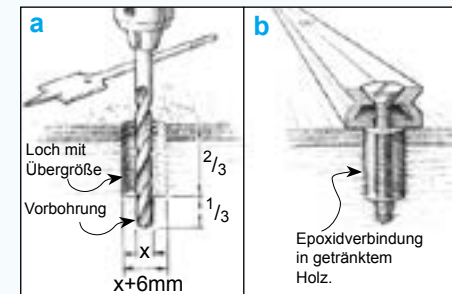 a
Loch mit
Übergröße
Vorbohrung
2/3
1/3
x
x+6mm
b
Epoxidverbindung
in getränktem
Holz.